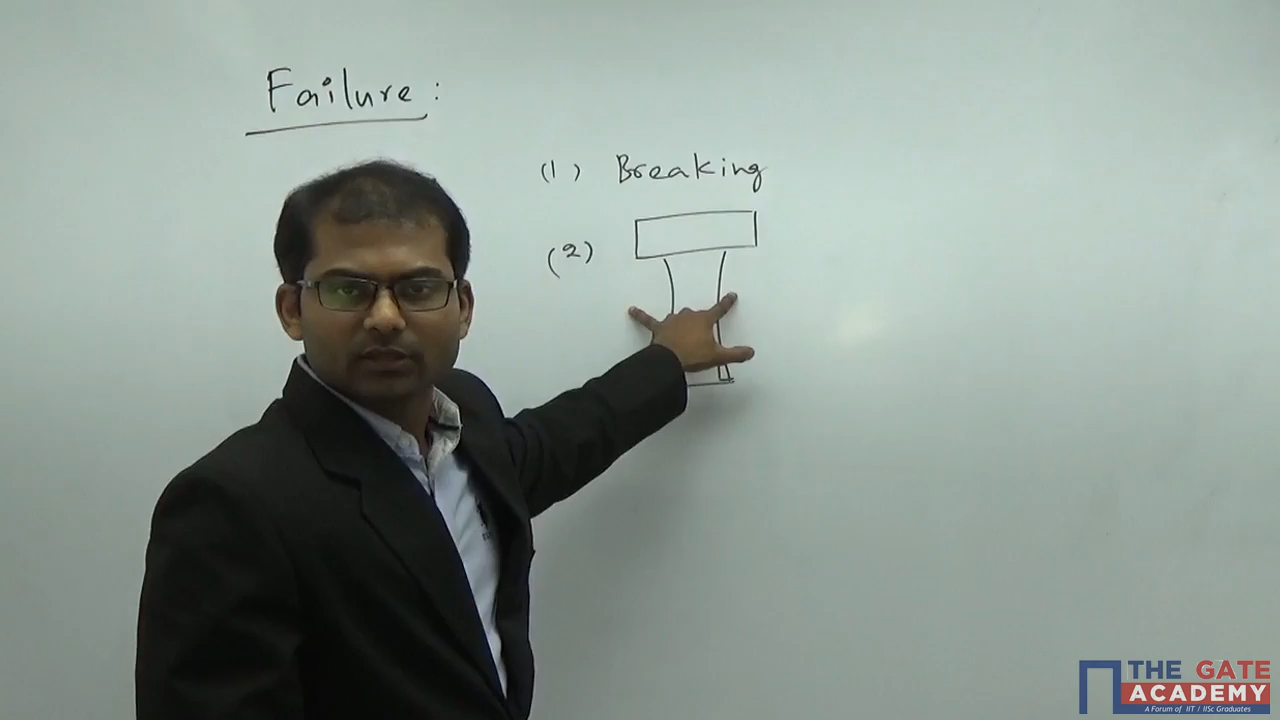 Failure :
(1) Breaking
(2)
THE GATE
ACADEMY
A Forum of IIT / IISc Graduates